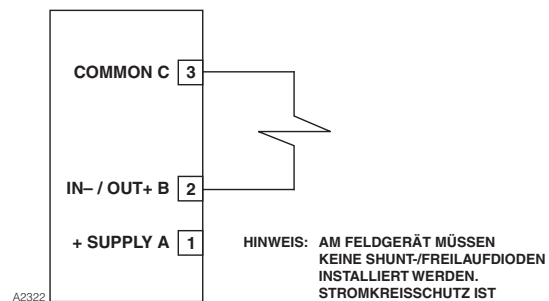 COMMON C 3
IN– / OUT+ B 2
+ SUPPLY A 1
HINWEIS: AM FELDGERÄT MÜSSEN
KEINE SHUNT-/FREILAUFDIODEN
INSTALLIERT WERDEN.
STROMKREISSCHUTZ IST
A2322